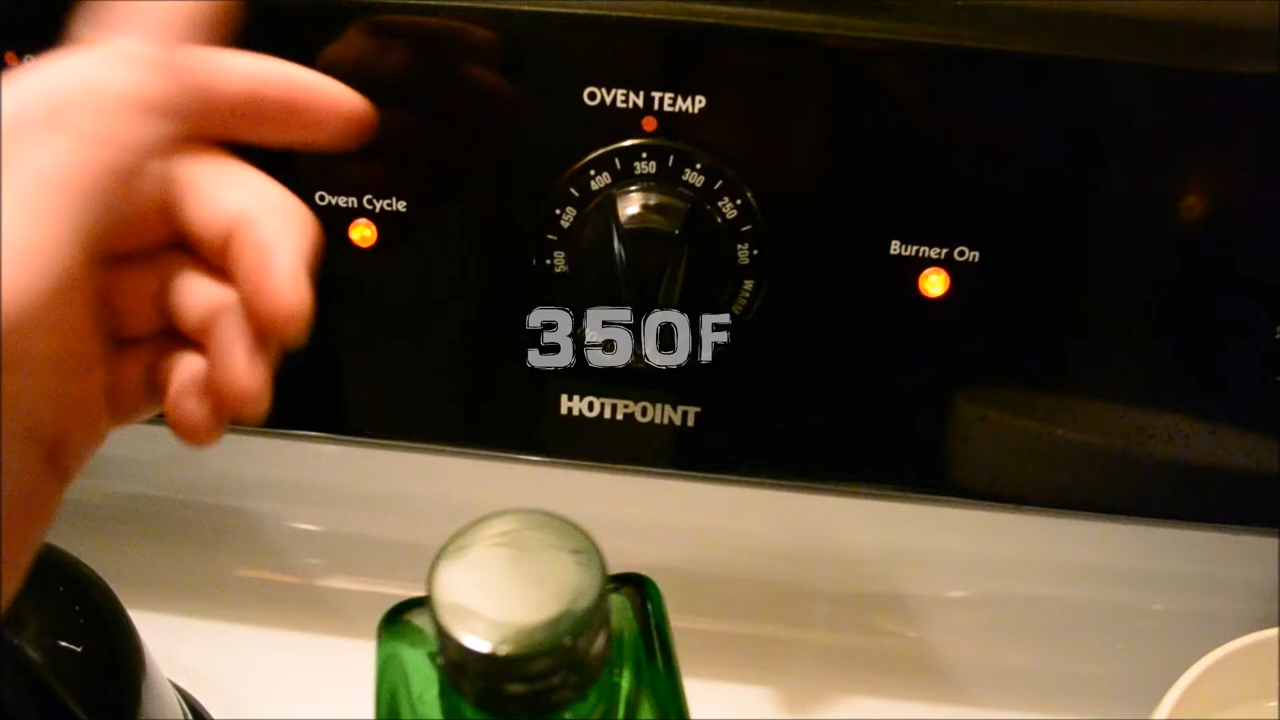 OVEN TEMP
500 450 400 350 300 250 200 WARM
Oven Cycle
Burner On
350F
HOTPOINT